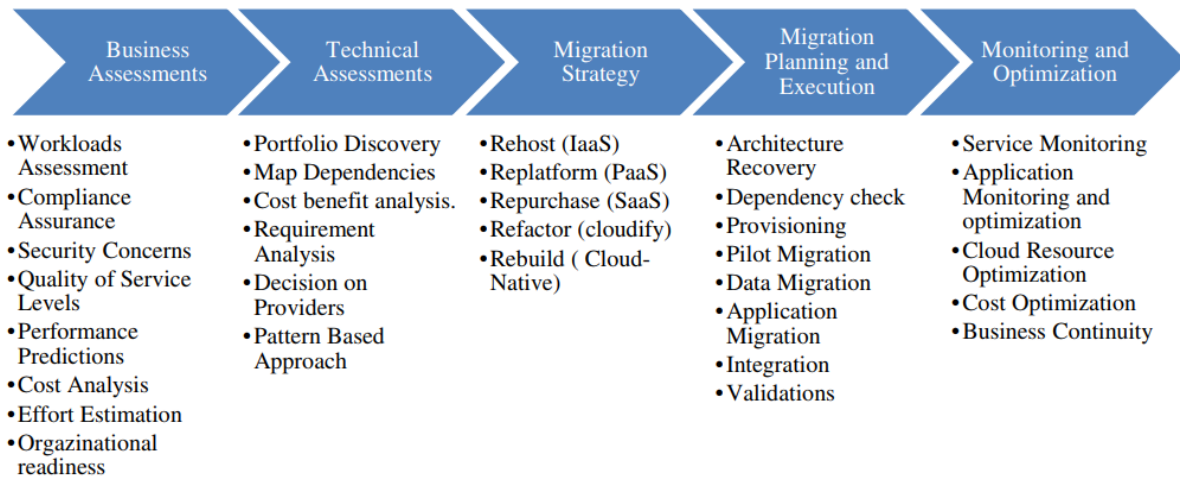 Business
Assessments
Technical
Assessments
Migration
Strategy
Migration
Planning and
Execution
Monitoring and
Optimization
•Workloads
Assessment
•Compliance
Assurance
•Security Concerns
•Quality of Service
Levels
•Performance
Predictions
•Cost Analysis
•Effort Estimation
•Orgazinational
readiness
•Portfolio Discovery
•Map Dependencies
•Cost benefit analysis.
•Requirement
Analysis
•Decision on
Providers
•Pattern Based
Approach
•Rehost (IaaS)
•Replatform (PaaS)
•Repurchase (SaaS)
•Refactor (cloudify)
•Rebuild ( Cloud-
Native)
•Architecture
Recovery
•Dependency check
•Provisioning
•Pilot Migration
•Data Migration
•Application
Migration
•Integration
•Validations
•Service Monitoring
•Application
Monitoring and
optimization
•Cloud Resource
Optimization
•Cost Optimization
•Business Continuity